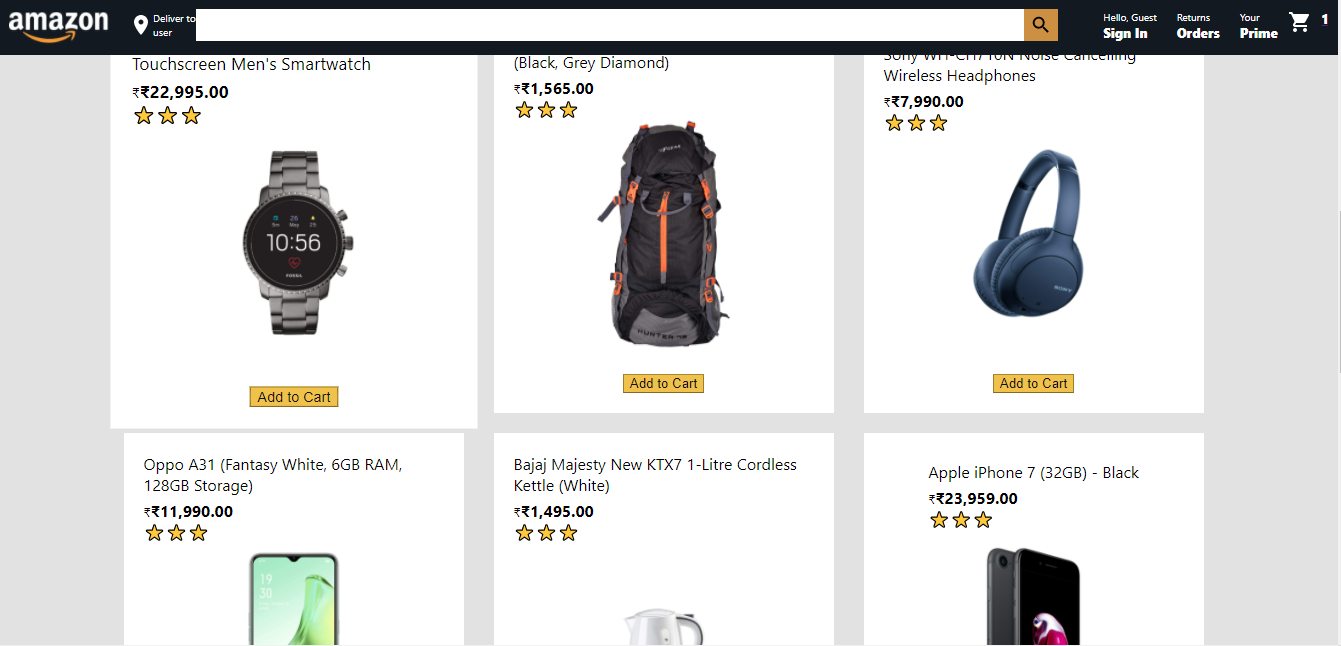 amazon
Deliver to
user
Hello, Guest
Sign In
Returns
Orders
Your
Prime
1
Touchscreen Men's Smartwatch
₹₹22,995.00
10:56
FOSSIL
Add to Cart
(Black, Grey Diamond)
₹₹1,565.00
Add to Cart
Sony WH-CH710N Noise Cancelling
Wireless Headphones
₹₹7,990.00
SONY
Add to Cart
Oppo A31 (Fantasy White, 6GB RAM,
128GB Storage)
₹₹11,990.00
19
30
Bajaj Majesty New KTX7 1-Litre Cordless
Kettle (White)
₹₹1,495.00
Apple iPhone 7 (32GB) - Black
₹₹23,959.00